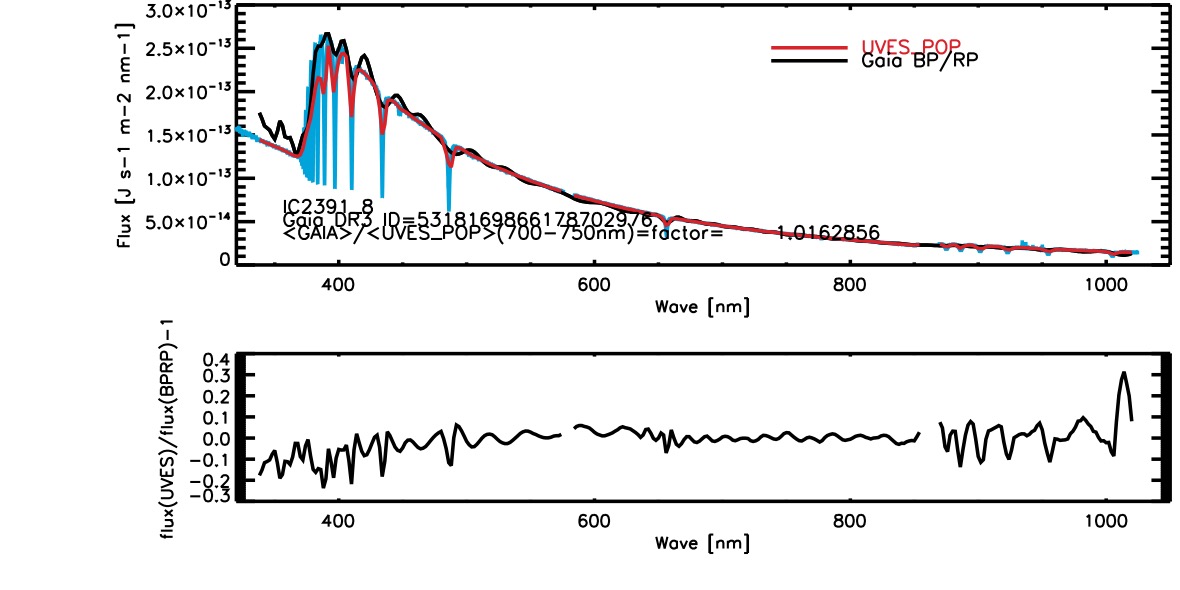 3.0×10−13
2.5×10−13
2.0×10−13
1.5×10−13
1.0×10−13
5.0×10−14
0
Flux [J s−1 m−2 nm−1]
UVES_POP
Gaia BP/RP
IC2391_8
Gaia DR3 ID=5318169866178702976
<GAIA>/<UVES_POP>(700−750nm)=factor= 1.0162856
400 600 800 1000
Wave [nm]
0.4
0.3
0.2
0.1
0.0
−0.1
−0.2
−0.3
flux(UVES)/flux(BPRP)−1
400 600 800 1000
Wave [nm]